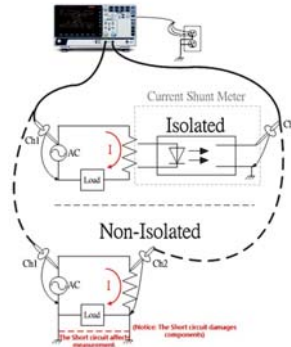 Current Shunt Meter
Isolated
Ch1
AC
I
Load
Non-Isolated
Ch1
Ch2
AC
I
Load
The Short circuit affects
measurement
(Notice: The Short circuit damages
components)